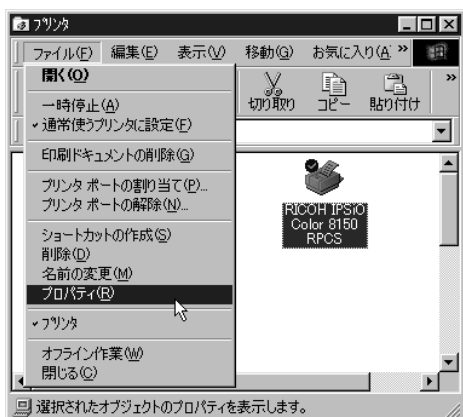 プリンタ
ファイル(F) 編集(E) 表示(V) 移動(G) お気に入り(A »
開く(O)
切り取り コピー 貼り付け »
一時停止(A)
通常使うプリンタに設定(F)
印刷ドキュメントの削除(G)
プリンタ ポートの割り当て(P)...
プリンタ ポートの解除(N)...
RICOH IPSiO
Color 8150
RPCS
ショートカットの作成(S)
削除(D)
名前の変更(M)
プロパティ(R)
プリンタ
オフライン作業(W)
閉じる(C)
選択されたオブジェクトのプロパティを表示します。